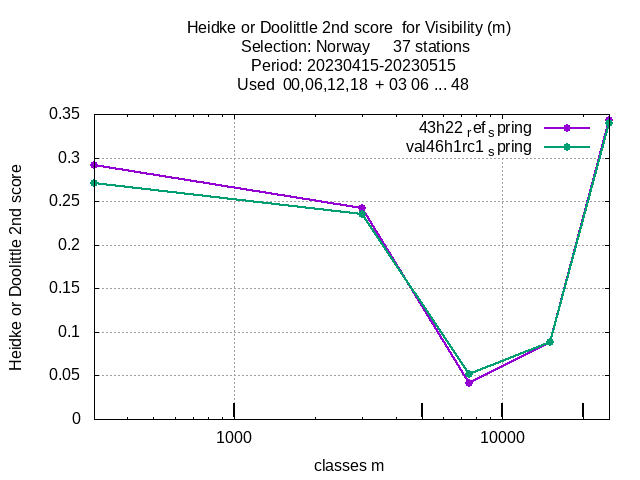 Heidke or Doolittle 2nd score for Visibility (m)
Selection: Norway 37 stations
Period: 20230415-20230515
Used 00,06,12,18 + 03 06 ... 48
43h22 refspring
val46h1rc1 spring
Heidke or Doolittle 2nd score
0.35
0.3
0.25
0.2
0.15
0.1
0.05
0
1000 10000
classes m